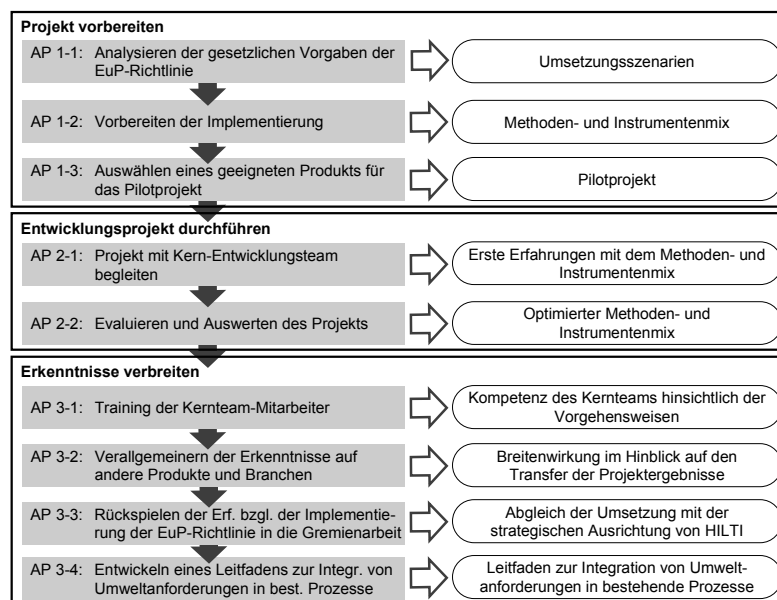 Projekt vorbereiten
AP 1-1: Analysieren der gesetzlichen Vorgaben der
EuP-Richtlinie
Umsetzungsszenarien
AP 1-2: Vorbereiten der Implementierung
Methoden- und Instrumentenmix
AP 1-3: Auswählen eines geeigneten Produkts für
das Pilotprojekt
Pilotprojekt
Entwicklungsprojekt durchführen
AP 2-1: Projekt mit Kern-Entwicklungsteam
begleiten
Erste Erfahrungen mit dem Methoden- und
Instrumentenmix
AP 2-2: Evaluieren und Auswerten des Projekts
Optimierter Methoden- und
Instrumentenmix
Erkenntnisse verbreiten
AP 3-1: Training der Kernteam-Mitarbeiter
Kompetenz des Kernteams hinsichtlich der
Vorgehensweisen
AP 3-2: Verallgemeinern der Erkenntnisse auf
andere Produkte und Branchen
Breitenwirkung im Hinblick auf den
Transfer der Projektergebnisse
AP 3-3: Rückspielen der Erf. bzgl. der Implementie-
rung der EuP-Richtlinie in die Gremienarbeit
Abgleich der Umsetzung mit der
strategischen Ausrichtung von HILTI
AP 3-4: Entwickeln eines Leitfadens zur Integr. von
Umweltanforderungen in best. Prozesse
Leitfaden zur Integration von Umwelt-
anforderungen in bestehende Prozesse